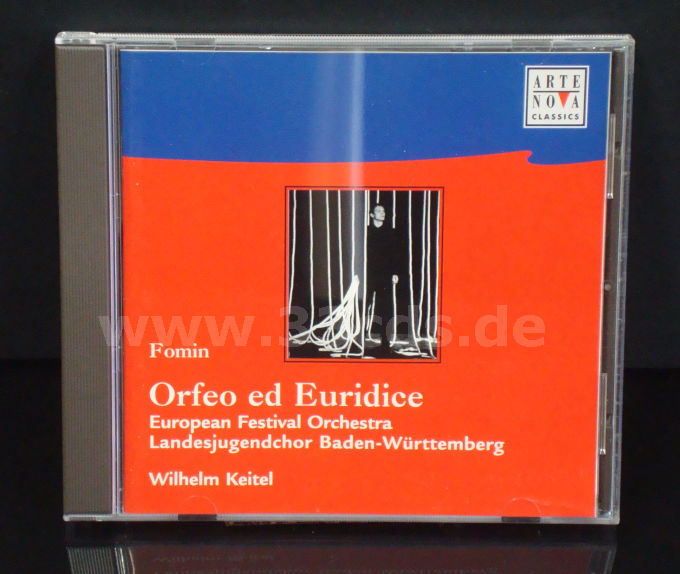 ARTE
NOVA
CLASSICS
Fomin
Orfeo ed Euridice
European Festival Orchestra
Landesjugendchor Baden-Württemberg
Wilhelm Keitel